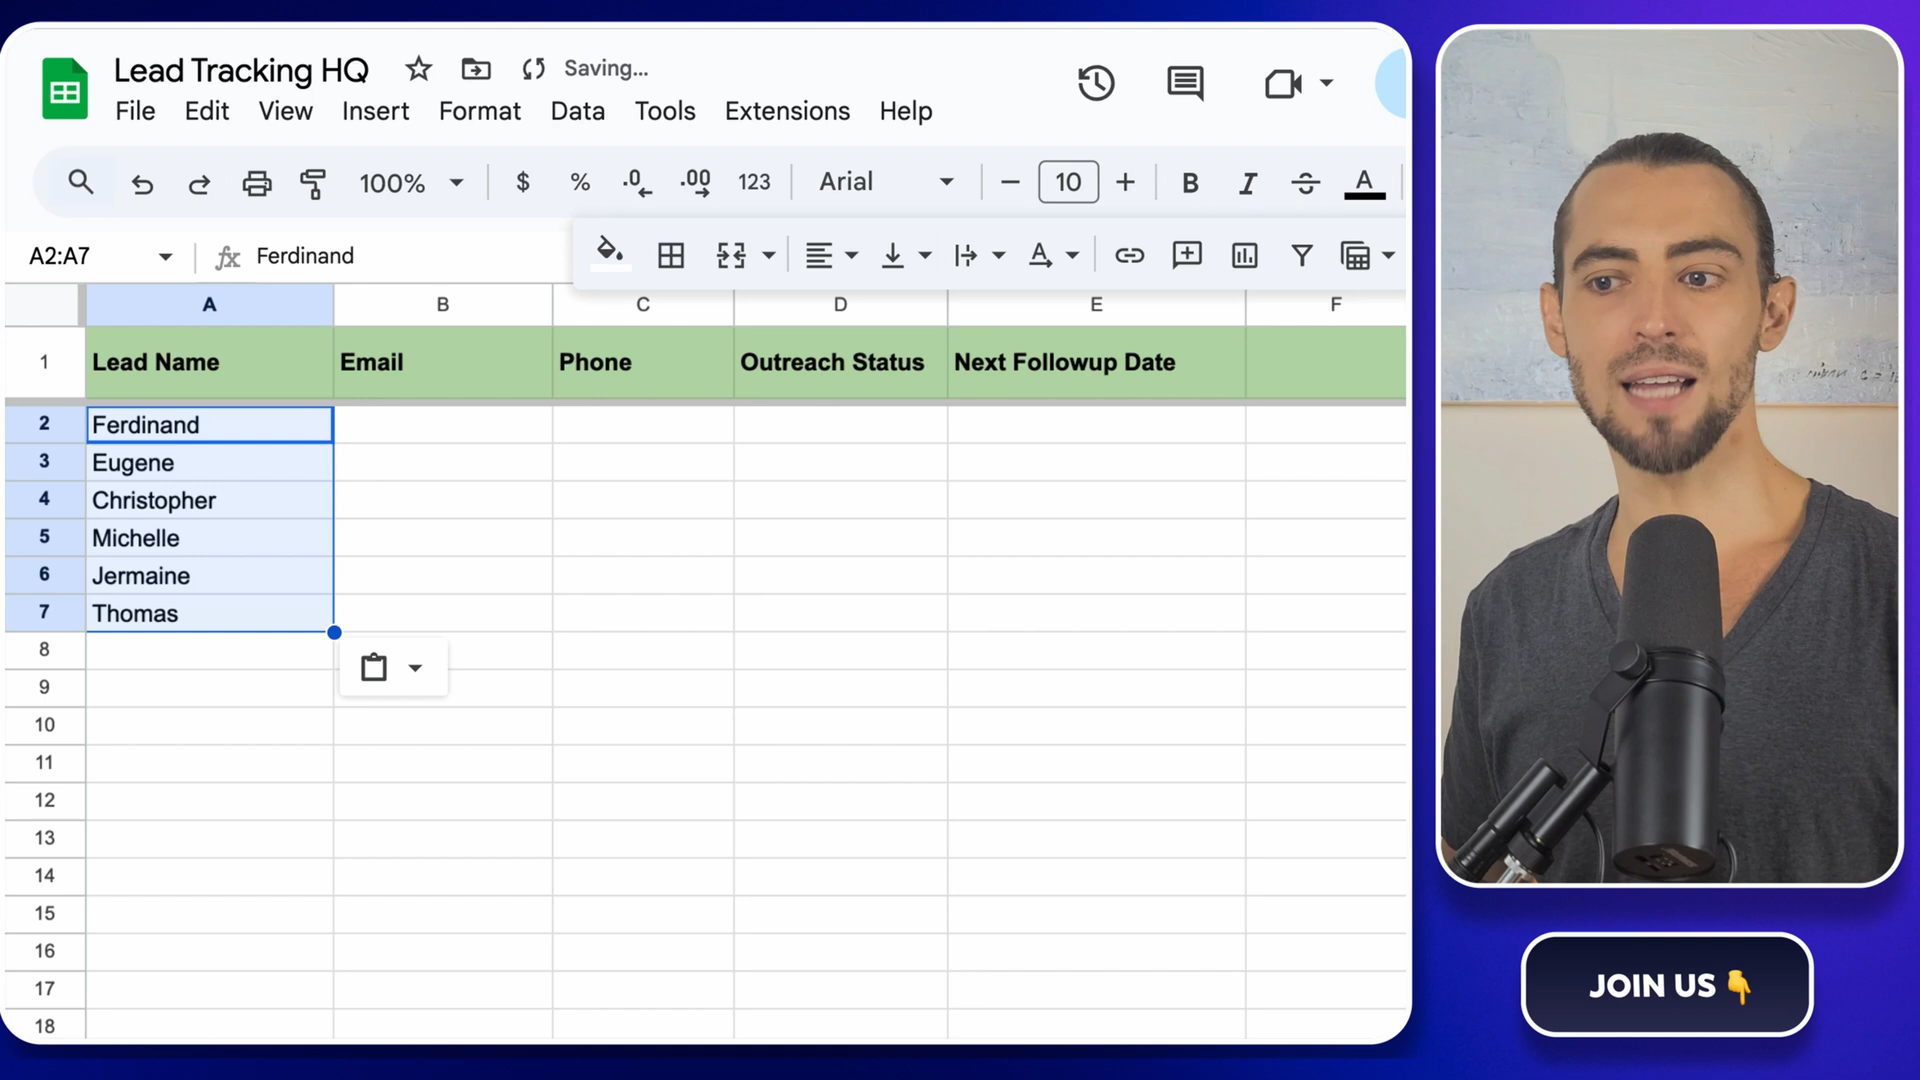 Lead Tracking HQ Saving...
File Edit View Insert Format Data Tools Extensions Help
100% $ % .0 .00 123 Arial 10 B I S A
A2:A7 fx Ferdinand
A B C D E F
1 Lead Name Email Phone Outreach Status Next Followup Date
2 Ferdinand
3 Eugene
4 Christopher
5 Michelle
6 Jermaine
7 Thomas
8
9
10
11
12
13
14
15
16
17
18
JOIN US 👇